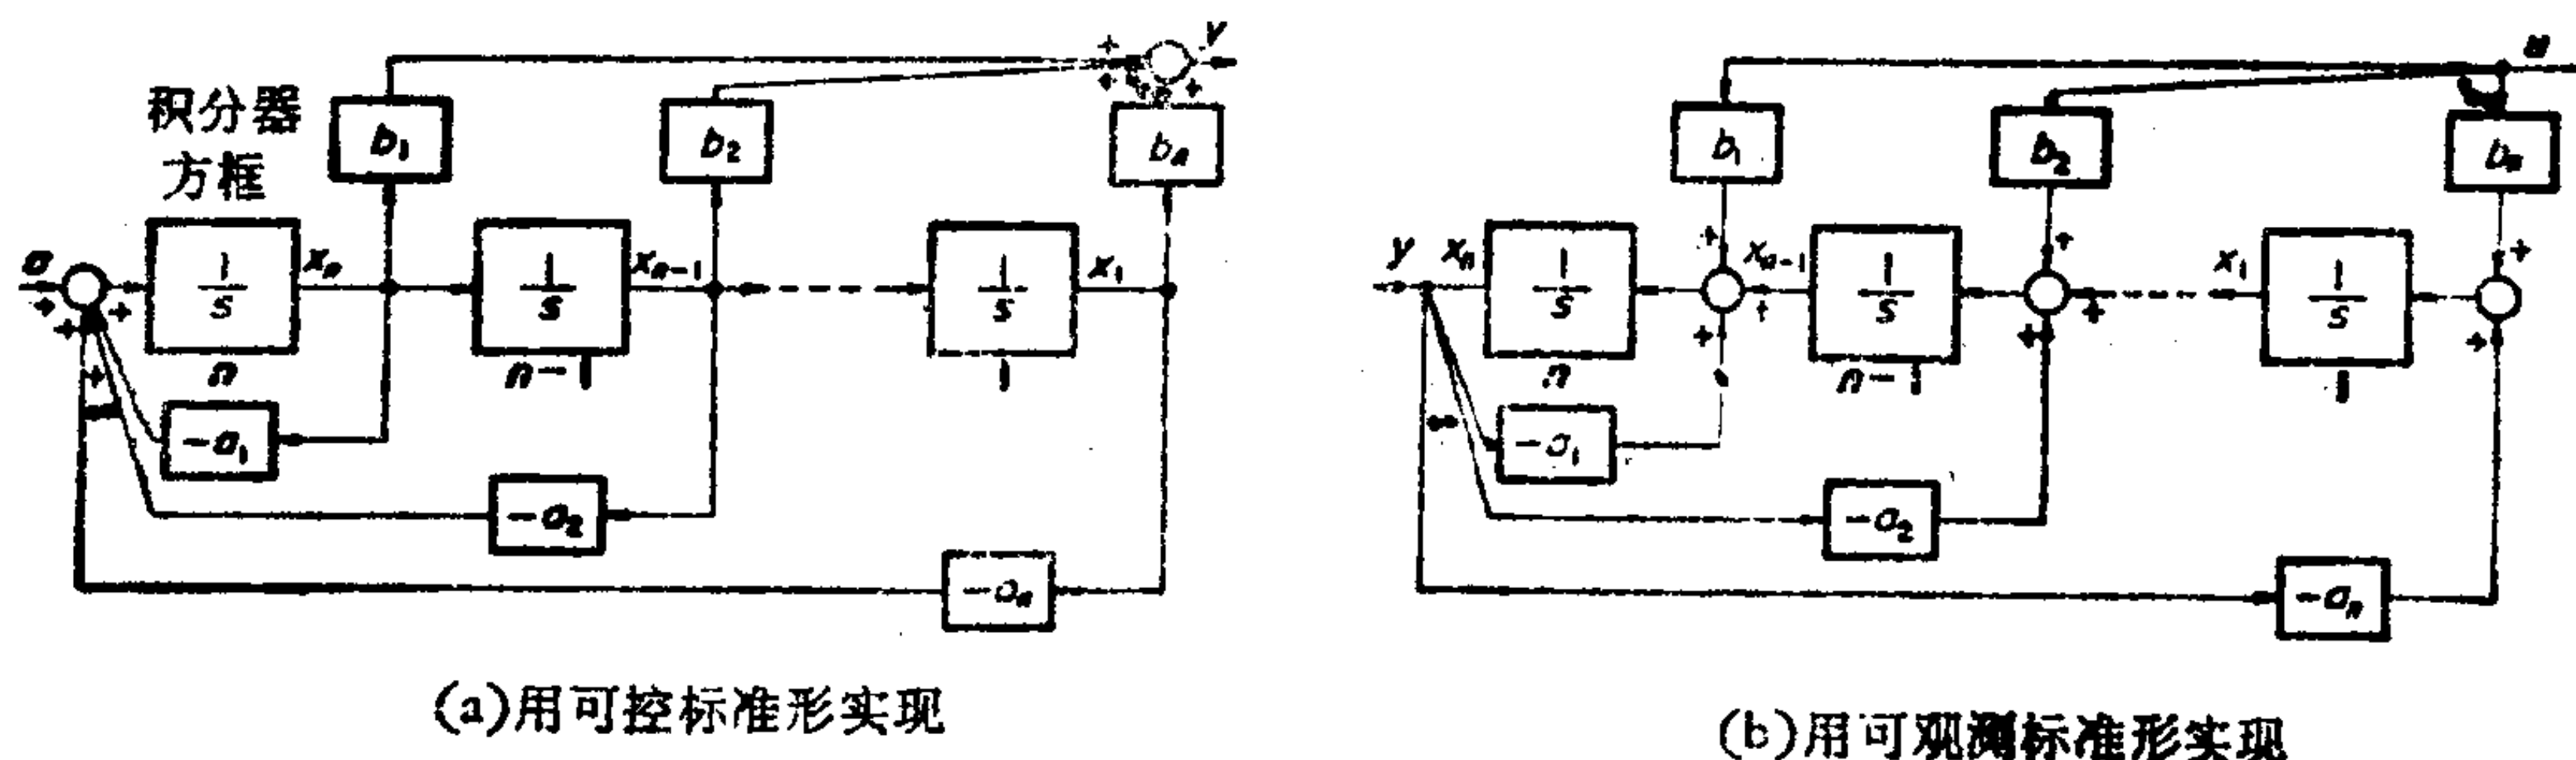 积分器
方框
b₁
b₂
bₙ
y
+
+
+
u
+
+
+
1/s
xₙ
1/s
xₙ₋₁
1/s
x₁
n
n-1
1
+
-a₁
-a₂
-aₙ
(a)用可控标准形实现
u
b₁
b₂
bₙ
y
xₙ
1/s
+
xₙ₋₁
1/s
+
x₁
1/s
+
+
+
+
+
+
n
n-1
1
-a₁
-a₂
-aₙ
(b)用可观测标准形实现